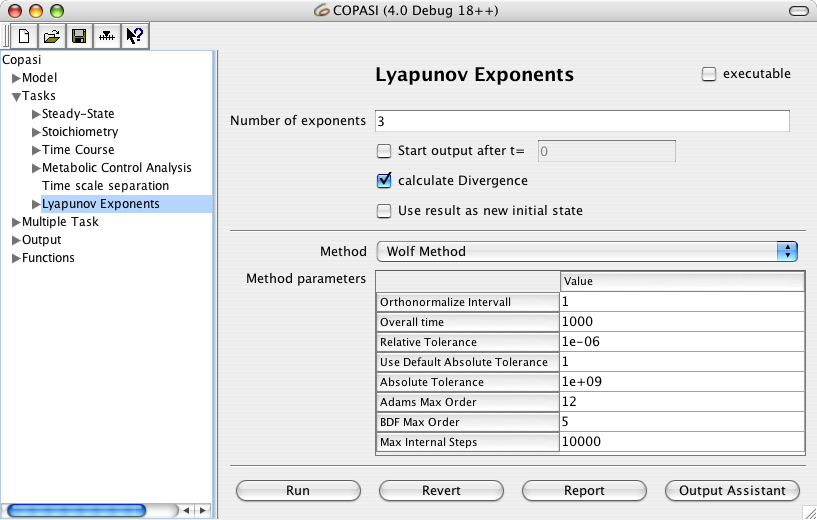 COPASI (4.0 Debug 18++)
Copasi
Model
Tasks
Steady-State
Stoichiometry
Time Course
Metabolic Control Analysis
Time scale separation
Lyapunov Exponents
Multiple Task
Output
Functions
Lyapunov Exponents
executable
Number of exponents 3
Start output after t= 0
calculate Divergence
Use result as new initial state
Method Wolf Method
Method parameters
Value
Orthonormalize Intervall 1
Overall time 1000
Relative Tolerance 1e-06
Use Default Absolute Tolerance 1
Absolute Tolerance 1e+09
Adams Max Order 12
BDF Max Order 5
Max Internal Steps 10000
Run Revert Report Output Assistant